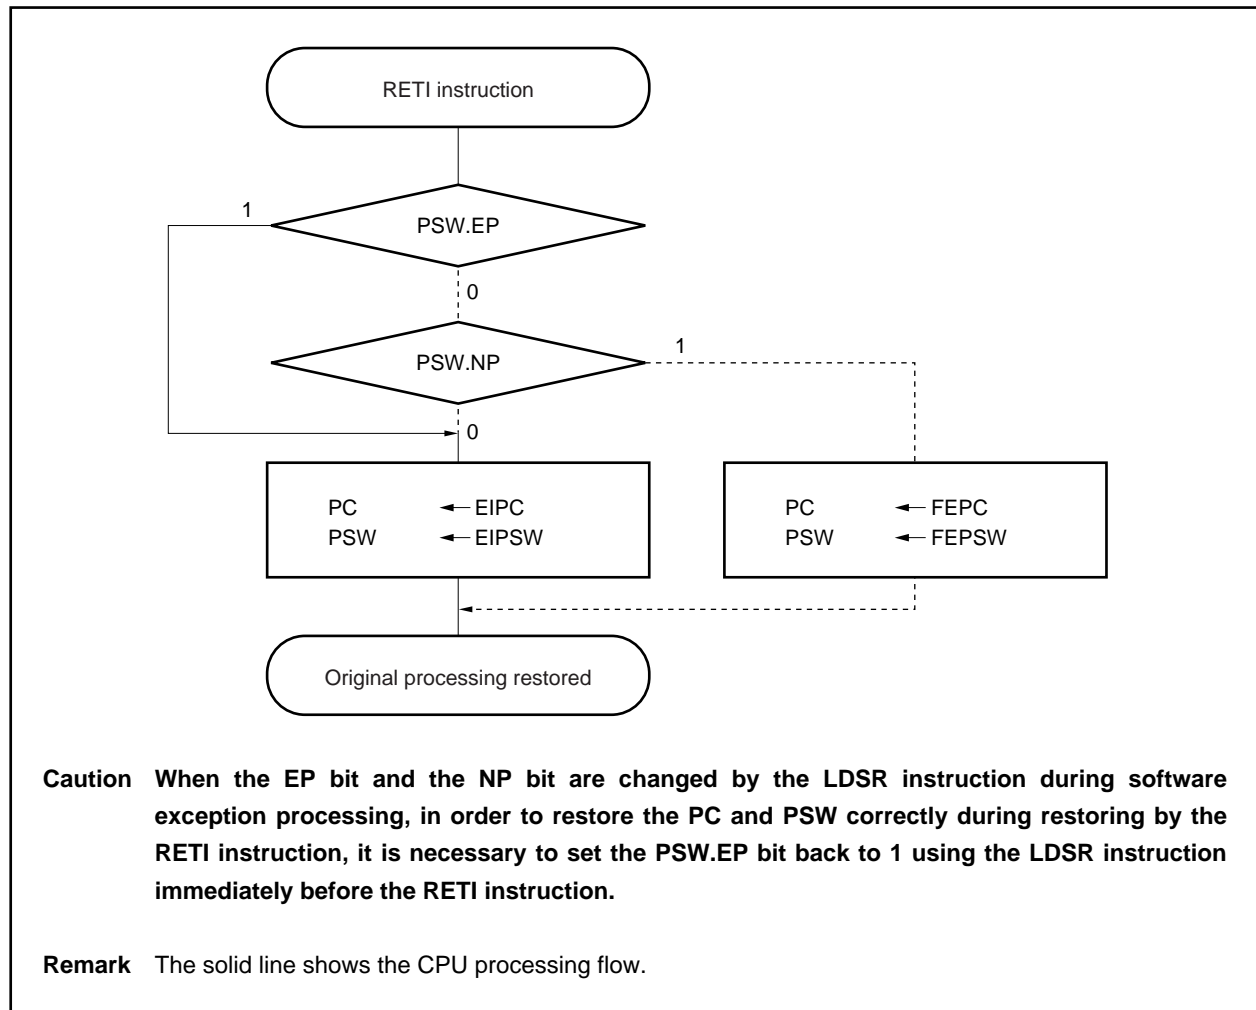 RETI instruction
1
PSW.EP
0
1
PSW.NP
0
PC ← EIPC
PSW ← EIPSW
PC ← FEPC
PSW ← FEPSW
Original processing restored
Caution When the EP bit and the NP bit are changed by the LDSR instruction during software
exception processing, in order to restore the PC and PSW correctly during restoring by the
RETI instruction, it is necessary to set the PSW.EP bit back to 1 using the LDSR instruction
immediately before the RETI instruction.
Remark The solid line shows the CPU processing flow.